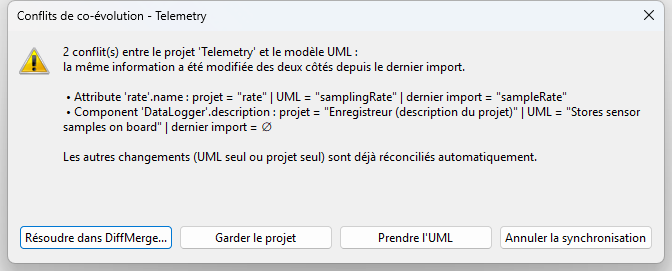 Conflits de co-évolution - Telemetry
2 conflit(s) entre le projet 'Telemetry' et le modèle UML :
la même information a été modifiée des deux côtés depuis le dernier import.
• Attribute 'rate'.name : projet = "rate" | UML = "samplingRate" | dernier import = "sampleRate"
• Component 'DataLogger'.description : projet = "Enregistreur (description du projet)" | UML = "Stores sensor
samples on board" | dernier import = ∅
Les autres changements (UML seul ou projet seul) sont déjà réconciliés automatiquement.
Résoudre dans DiffMerge...
Garder le projet
Prendre l'UML
Annuler la synchronisation